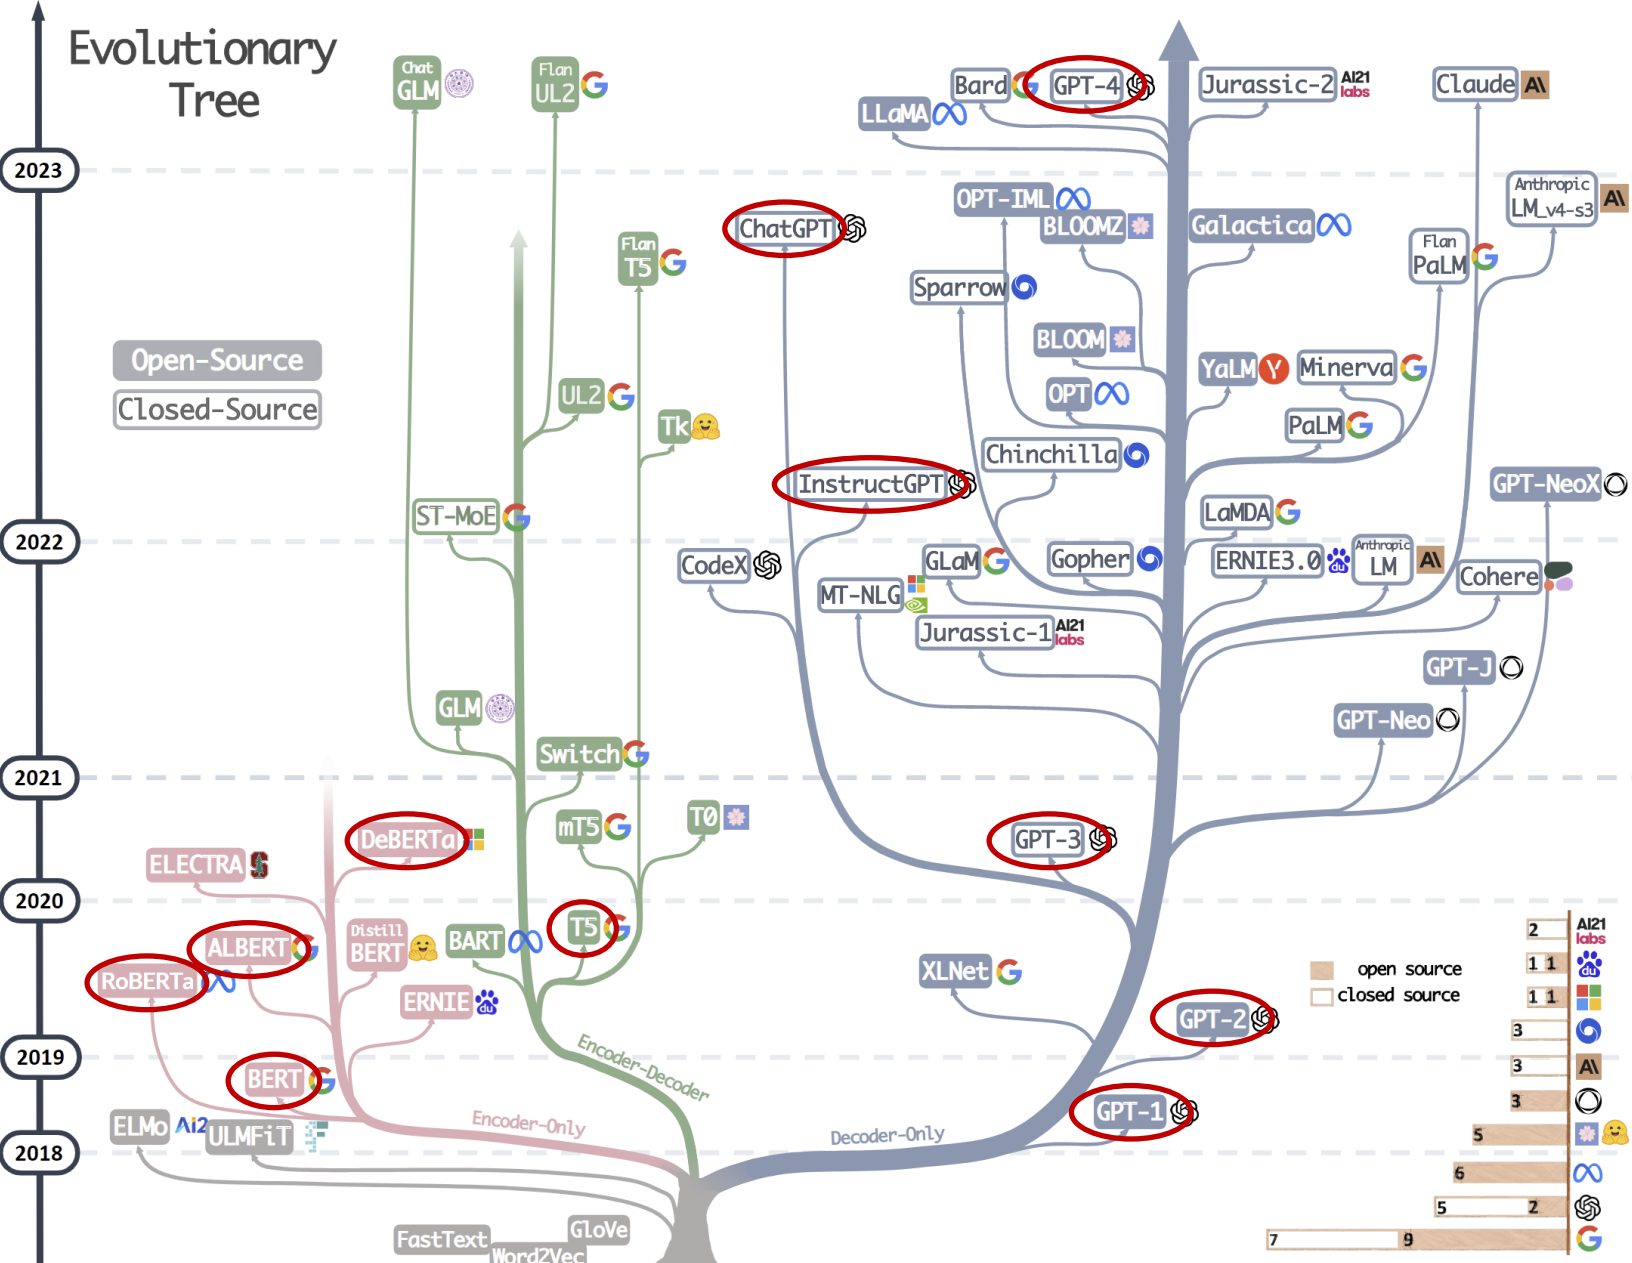 Evolutionary
Tree
2023
2022
2021
2020
2019
2018
Open-Source
Closed-Source
Chat
GLM
Flan
UL2
Flan
T5
UL2
Tk
ST-MoE
GLM
Switch
mT5
T0
T5
BART
Encoder-Decoder
DeBERTa
ELECTRA
ALBERT
RoBERTa
Distill
BERT
ERNIE
BERT
Encoder-Only
ELMo
Ai2
ULMFiT
FastText
Word2Vec
GloVe
Bard
GPT-4
Jurassic-2
AI21
labs
Claude
A\
LLaMA
OPT-IML
BLOOMZ
Galactica
Anthropic
LM_v4-s3
A\
ChatGPT
Flan
PaLM
Sparrow
BLOOM
YaLM
Y
Minerva
OPT
PaLM
Chinchilla
InstructGPT
GPT-NeoX
LaMDA
CodeX
GLaM
Gopher
ERNIE3.0
du
Anthropic
LM
A\
Cohere
MT-NLG
Jurassic-1
AI21
labs
GPT-J
GPT-Neo
GPT-3
XLNet
GPT-2
GPT-1
Decoder-Only
open source
closed source
2
AI21
labs
1 1
du
1 1
3
3
A\
3
5
6
5 2
7 9